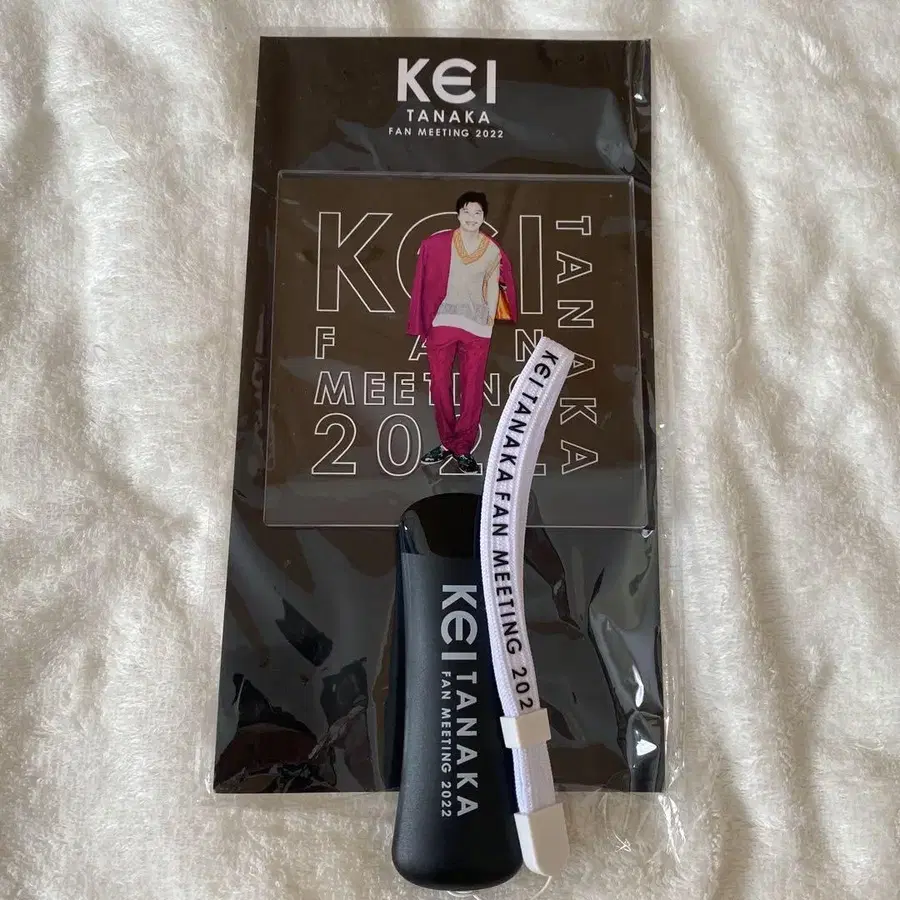 KEI
TANAKA
FAN MEETING 2022
KEI
TANAKA
FAN
MEETING
2022
KEI TANAKA FAN MEETING 202
KEI TANAKA
FAN MEETING 2022